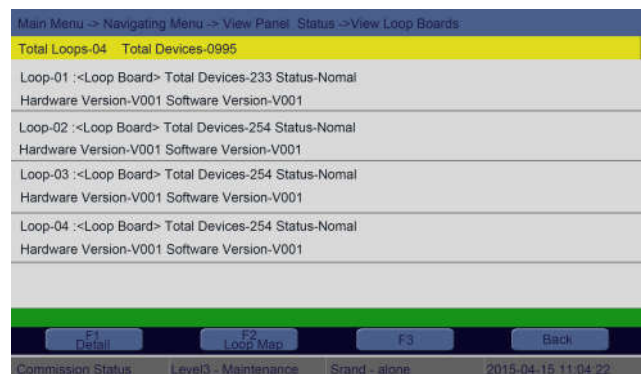 Main Menu -> Navigating Menu -> View Panel Status ->View Loop Boards
Total Loops-04 Total Devices-0995
Loop-01 :<Loop Board> Total Devices-233 Status-Nomal
Hardware Version-V001 Software Version-V001
Loop-02 :<Loop Board> Total Devices-254 Status-Nomal
Hardware Version-V001 Software Version-V001
Loop-03 :<Loop Board> Total Devices-254 Status-Nomal
Hardware Version-V001 Software Version-V001
Loop-04 :<Loop Board> Total Devices-254 Status-Nomal
Hardware Version-V001 Software Version-V001
F1 F2 F3 Back
Detail Loop Map
Commission Status Level3 - Maintenance Srand - alone 2015-04-15 11:04:22